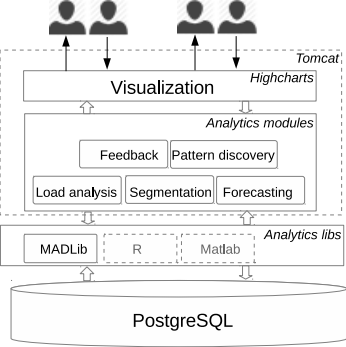 Tomcat
Highcharts
Visualization
Analytics modules
Feedback
Pattern discovery
Load analysis
Segmentation
Forecasting
Analytics libs
MADLib
R
Matlab
PostgreSQL